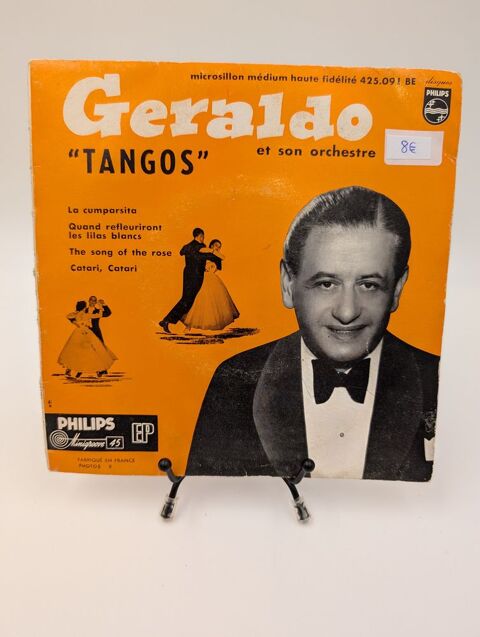 microsillon médium haute fidélité 425.091 BE
disques
PHILIPS
Geraldo
et son orchestre
8€
"TANGOS"
La cumparsita
Quand refleuriront
les lilas blancs
The song of the rose
Catari, Catari
PHILIPS
Minigroove 45
EP
FABRIQUÉ EN FRANCE